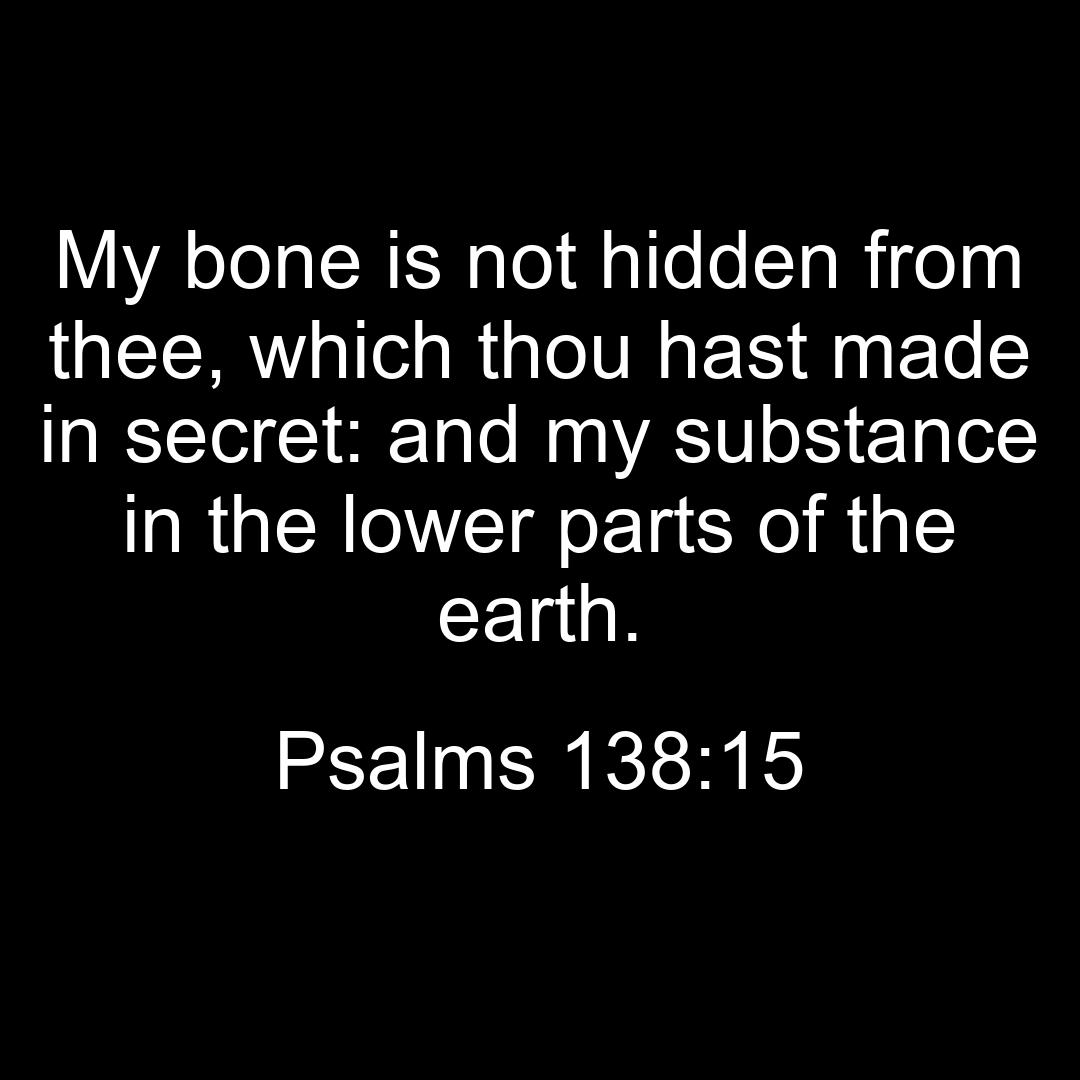 My bone is not hidden from
thee, which thou hast made
in secret: and my substance
in the lower parts of the
earth.
Psalms 138:15